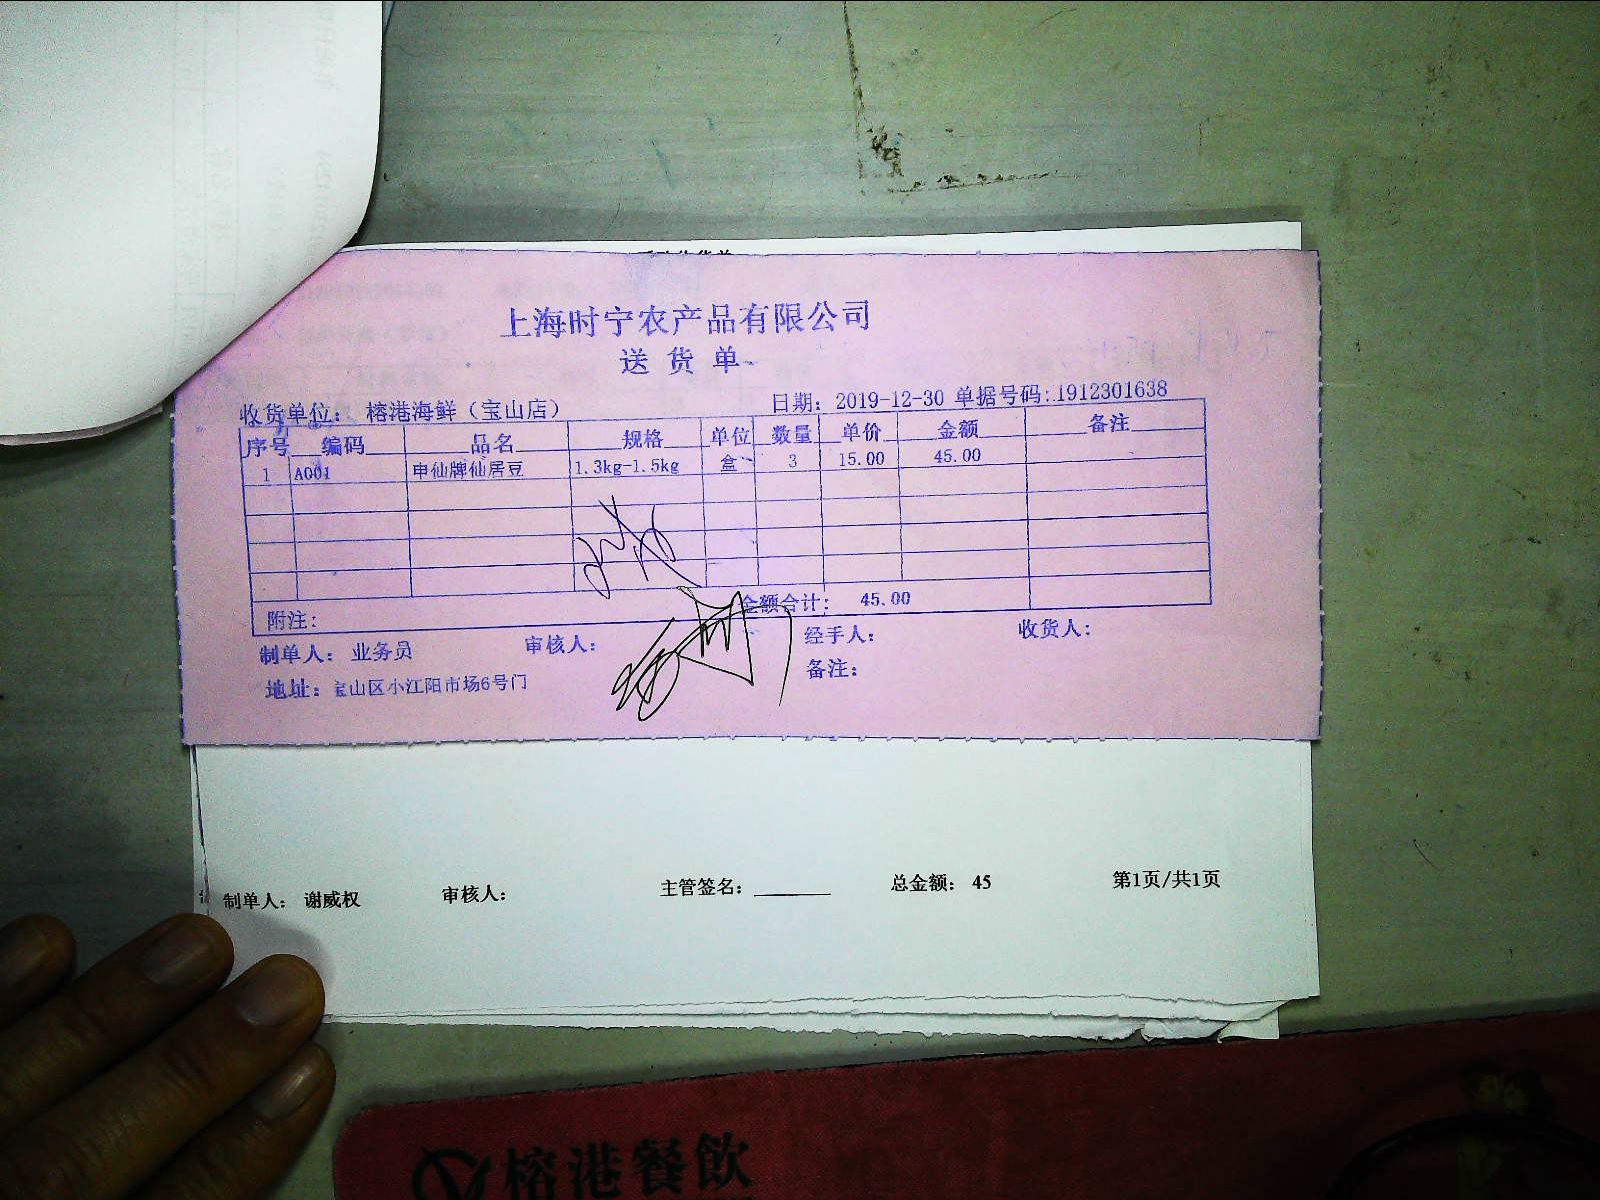 上海时宁农产品有限公司
送货单
收货单位： 榕港海鲜（宝山店） 日期：2019-12-30 单据号码：1912301638
序号 编码 品名 规格 单位 数量 单价 金额 备注
1 A001 申仙牌仙居豆 1.3kg-1.5kg 盒 3 15.00 45.00
附注： 金额合计： 45.00
制单人： 业务员 审核人： 经手人： 收货人：
地址：宝山区小江阳市场6号门 备注：
制单人： 谢威权 审核人： 主管签名： 总金额： 45 第1页/共1页
榕港餐飲